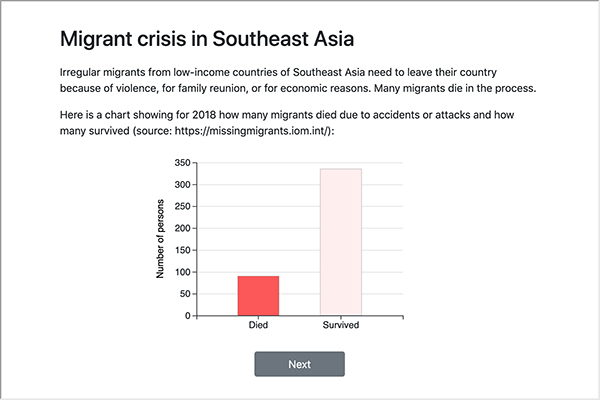 Migrant crisis in Southeast Asia
Irregular migrants from low-income countries of Southeast Asia need to leave their country
because of violence, for family reunion, or for economic reasons. Many migrants die in the process.
Here is a chart showing for 2018 how many migrants died due to accidents or attacks and how
many survived (source: https://missingmigrants.iom.int/):
Number of persons
350
300
250
200
150
100
50
0
Died
Survived
Next